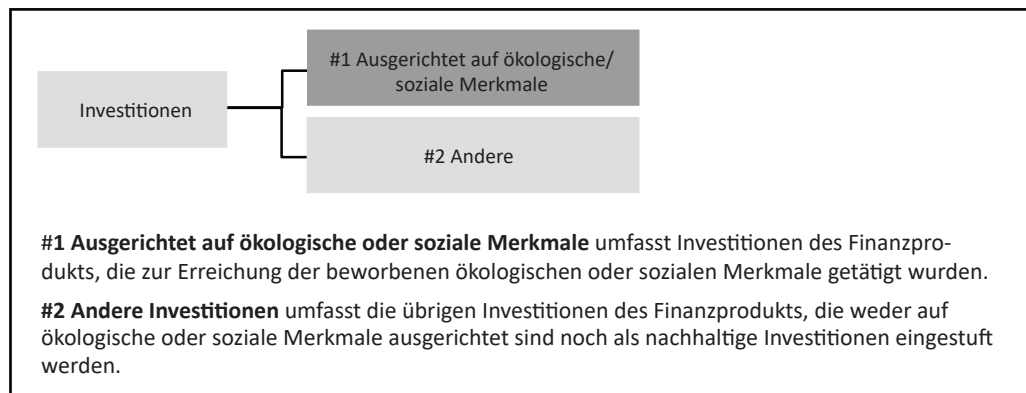 #1 Ausgerichtet auf ökologische/
soziale Merkmale
Investitionen
#2 Andere
#1 Ausgerichtet auf ökologische oder soziale Merkmale umfasst Investitionen des Finanzpro-
dukts, die zur Erreichung der beworbenen ökologischen oder sozialen Merkmale getätigt wurden.
#2 Andere Investitionen umfasst die übrigen Investitionen des Finanzprodukts, die weder auf
ökologische oder soziale Merkmale ausgerichtet sind noch als nachhaltige Investitionen eingestuft
werden.